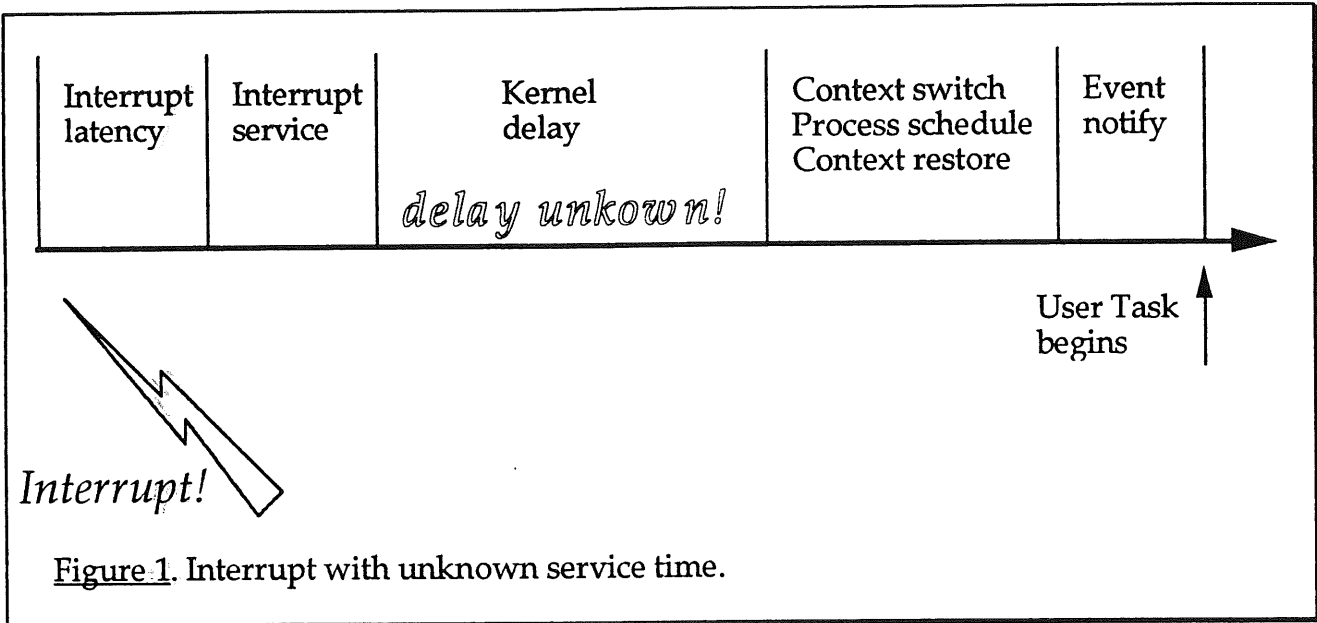 Interrupt
latency
Interrupt
service
Kernel
delay
delay unkown!
Context switch
Process schedule
Context restore
Event
notify
User Task
begins
Interrupt!
Figure 1. Interrupt with unknown service time.